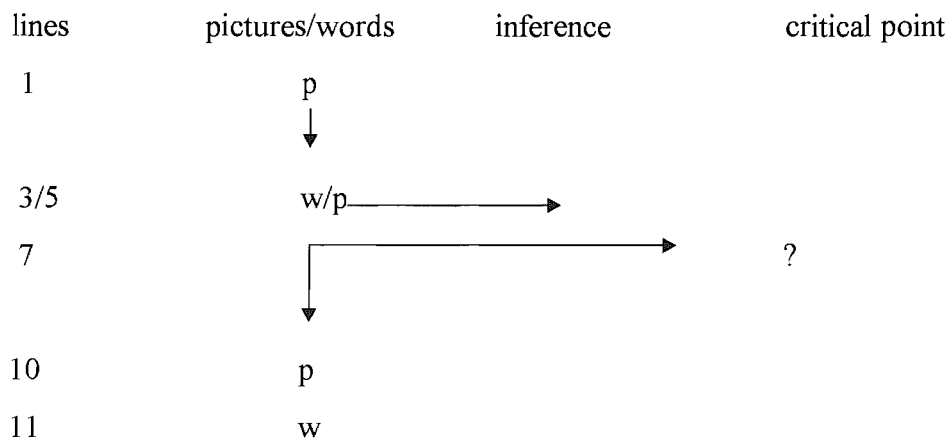 lines pictures/words inference critical point
1 p
3/5 w/p
7 ?
10 p
11 w